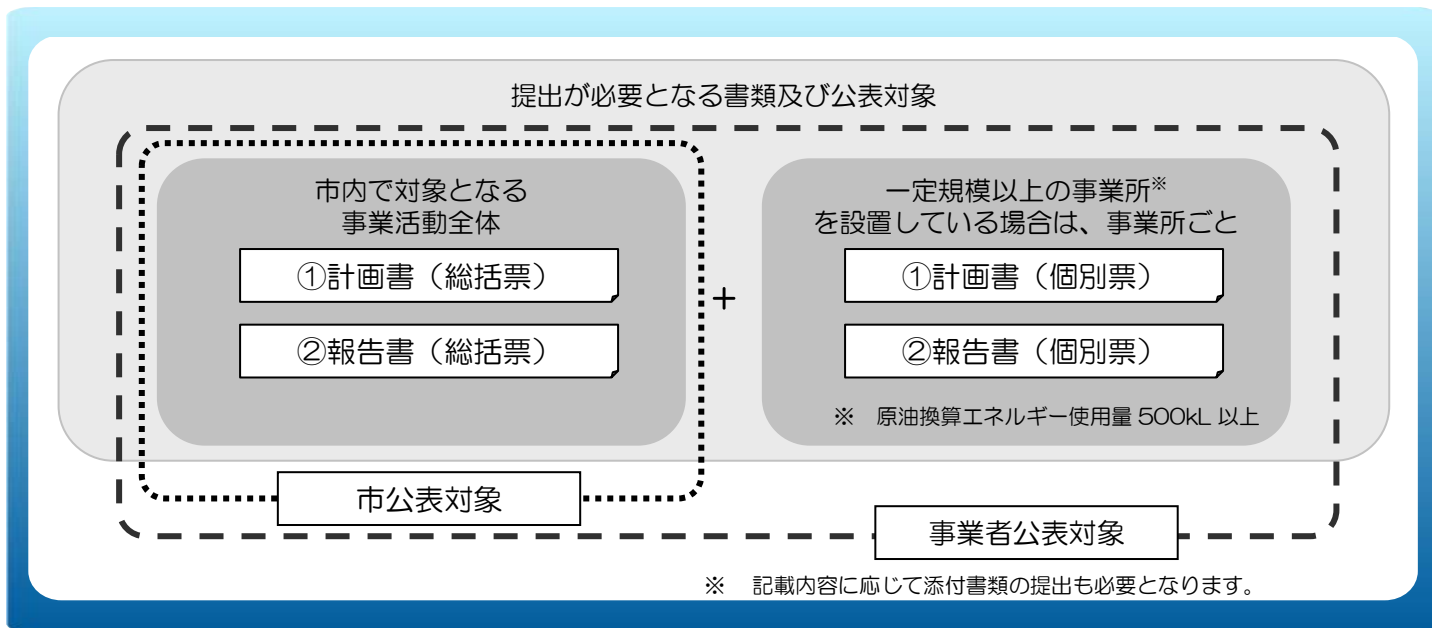 提出が必要となる書類及び公表対象
市内で対象となる
事業活動全体
①計画書（総括票）
②報告書（総括票）
+
一定規模以上の事業所※
を設置している場合は、事業所ごと
①計画書（個別票）
②報告書（個別票）
※　原油換算エネルギー使用量 500kL 以上
市公表対象
事業者公表対象
※　記載内容に応じて添付書類の提出も必要となります。